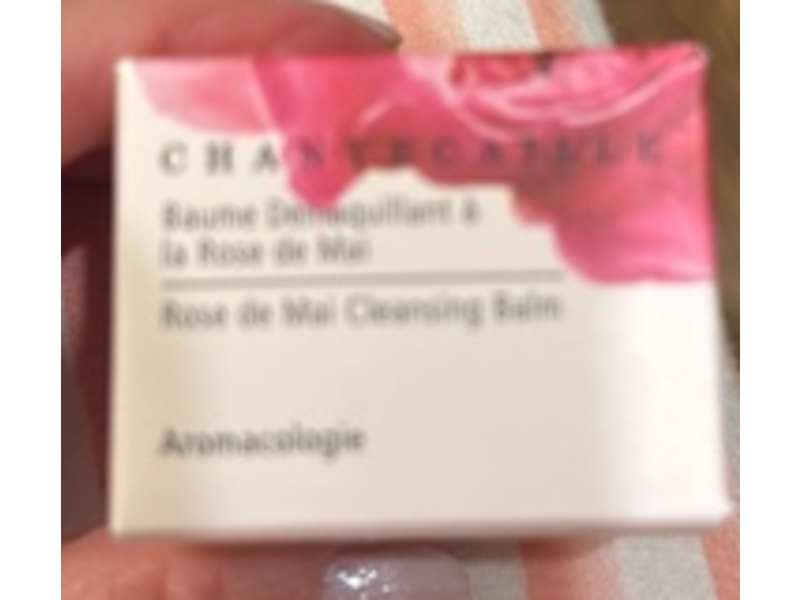 CHANTECAILLE
Baume Démaquillant à
la Rose de Mai
Rose de Mai Cleansing Balm
Aromacologie